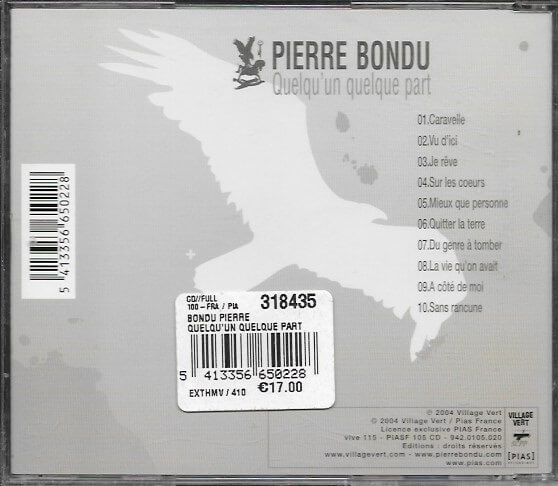 PIERRE BONDU
Quelqu'un quelque part
01.Caravelle
02.Vu d'ici
03.Je rêve
04.Sur les coeurs
05.Mieux que personne
06.Quitter la terre
07.Du genre à tomber
08.La vie qu'on avait
09.A côté de moi
10.Sans rancune
5 413356 650228
CD//FULL
100-FRA / PIA
318435
BONDU PIERRE
QUELQU'UN QUELQUE PART
5 413356 650228
EXTHMV / 410
€17.00
℗ 2004 Village Vert
© 2004 Village Vert / Pias France
Licence exclusive PIAS France
vive 115 - PIASF 105 CD - 942.0105.020
Editions : droits réservés
www.villagevert.com - www.pierrebondu.com
www.pias.com
VILLAGE
VERT
[PIAS]